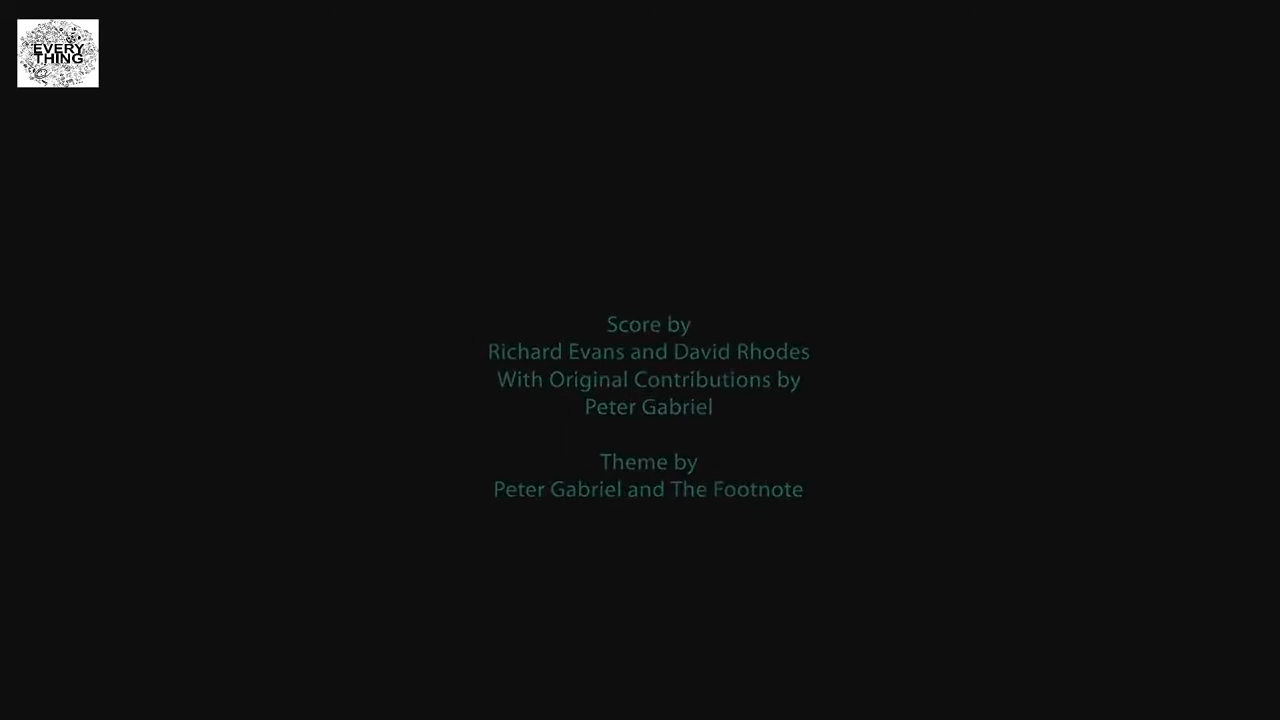 EVERY
THING
Score by
Richard Evans and David Rhodes
With Original Contributions by
Peter Gabriel
Theme by
Peter Gabriel and The Footnote